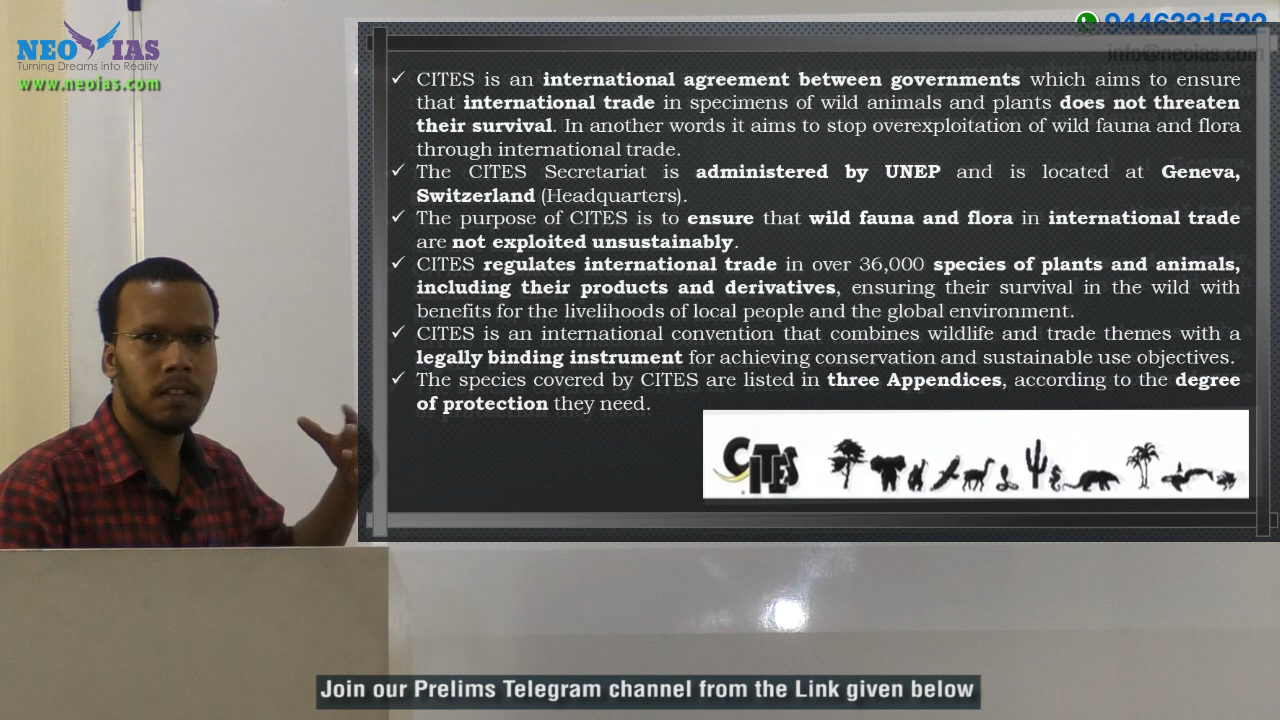 NEO IAS
Turning Dreams into Reality
www.neoias.com
9446331522
info@neoias.com
✓ CITES is an international agreement between governments which aims to ensure
that international trade in specimens of wild animals and plants does not threaten
their survival. In another words it aims to stop overexploitation of wild fauna and flora
through international trade.
✓ The CITES Secretariat is administered by UNEP and is located at Geneva,
Switzerland (Headquarters).
✓ The purpose of CITES is to ensure that wild fauna and flora in international trade
are not exploited unsustainably.
✓ CITES regulates international trade in over 36,000 species of plants and animals,
including their products and derivatives, ensuring their survival in the wild with
benefits for the livelihoods of local people and the global environment.
✓ CITES is an international convention that combines wildlife and trade themes with a
legally binding instrument for achieving conservation and sustainable use objectives.
✓ The species covered by CITES are listed in three Appendices, according to the degree
of protection they need.
CITES
Join our Prelims Telegram channel from the Link given below